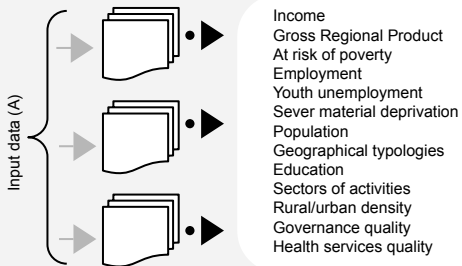 Input data (A)
Income
Gross Regional Product
At risk of poverty
Employment
Youth unemployment
Sever material deprivation
Population
Geographical typologies
Education
Sectors of activities
Rural/urban density
Governance quality
Health services quality